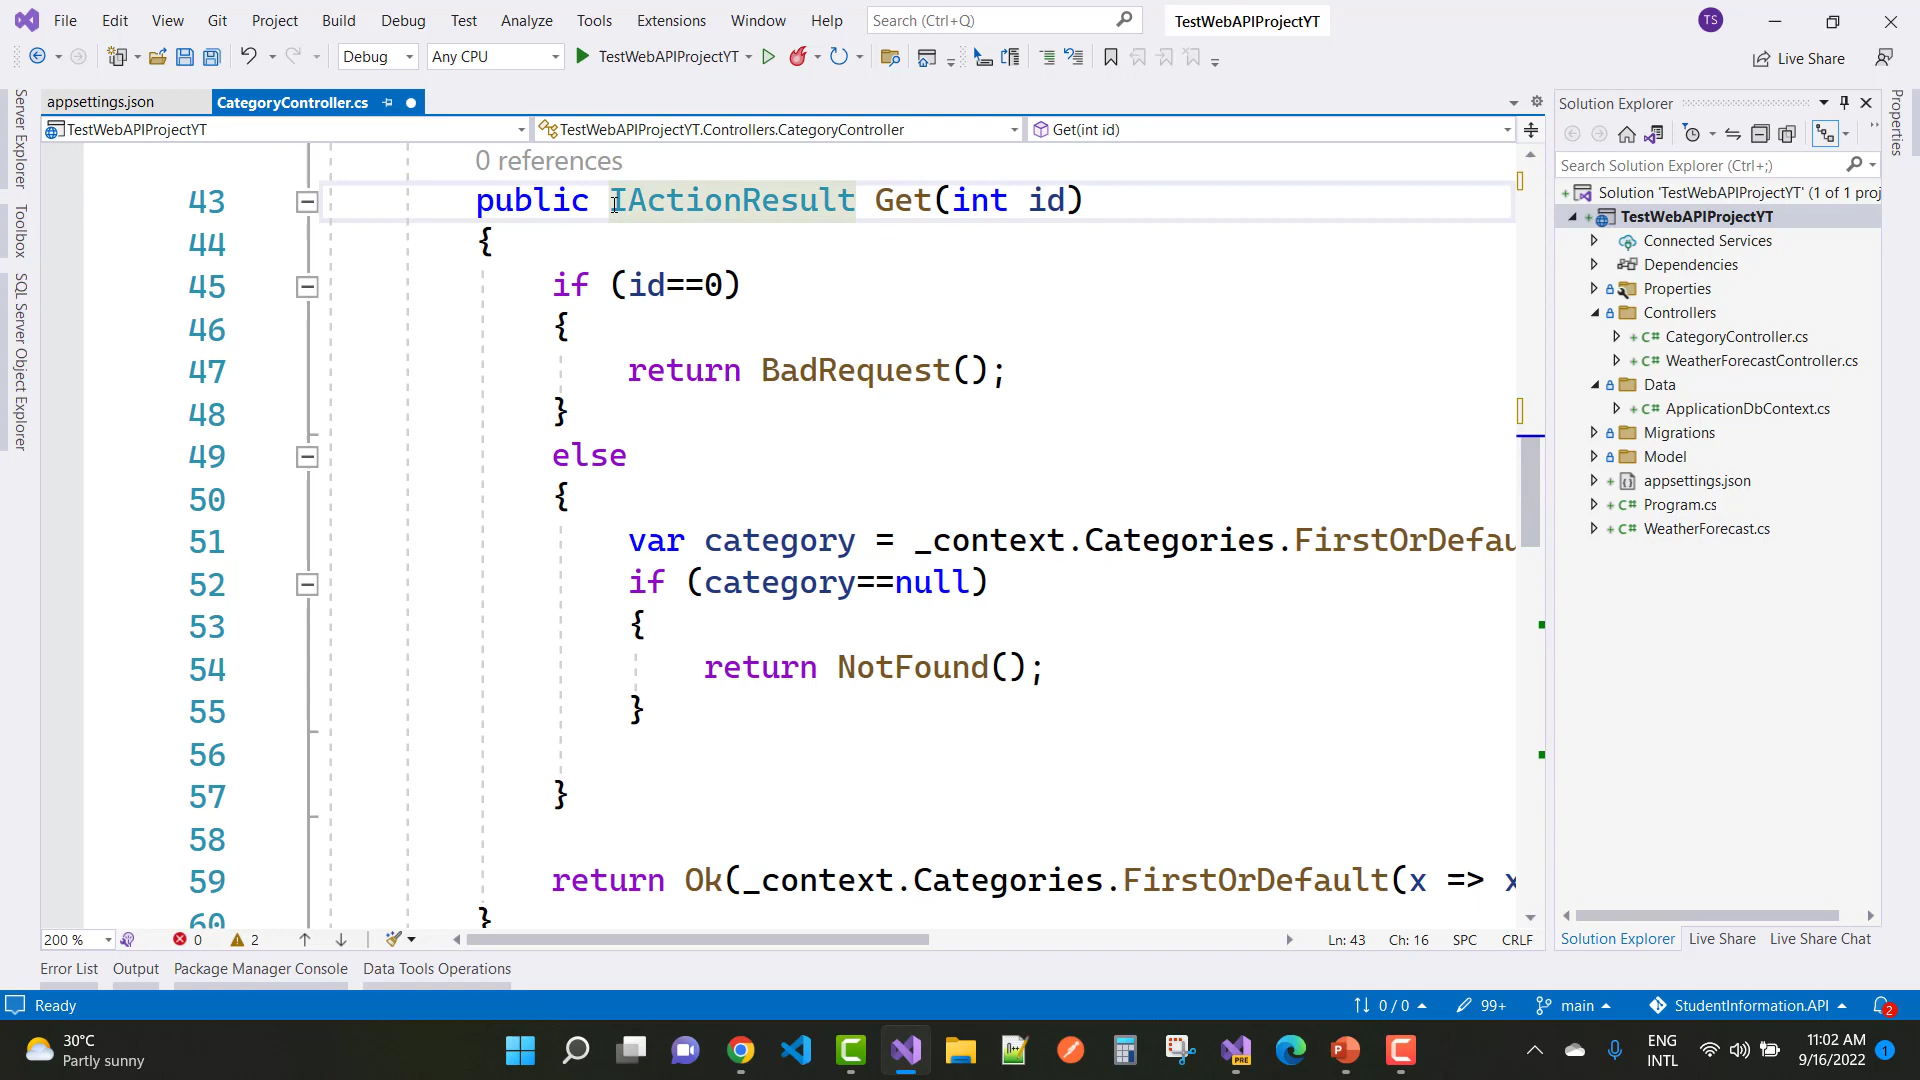 File Edit View Git Project Build Debug Test Analyze Tools Extensions Window Help Search (Ctrl+Q) TestWebAPIProjectYT TS
Debug Any CPU TestWebAPIProjectYT Live Share
appsettings.json CategoryController.cs
TestWebAPIProjectYT TestWebAPIProjectYT.Controllers.CategoryController Get(int id)
Server Explorer
Toolbox
SQL Server Object Explorer
0 references
43 public IActionResult Get(int id)
44 {
45 if (id==0)
46 {
47 return BadRequest();
48 }
49 else
50 {
51 var category = _context.Categories.FirstOrDefau
52 if (category==null)
53 {
54 return NotFound();
55 }
56
57 }
58
59 return Ok(_context.Categories.FirstOrDefault(x => x
60 }
200 % 0 2 Ln: 43 Ch: 16 SPC CRLF
Solution Explorer
Search Solution Explorer (Ctrl+;)
Solution 'TestWebAPIProjectYT' (1 of 1 proj
TestWebAPIProjectYT
Connected Services
Dependencies
Properties
Controllers
C# CategoryController.cs
C# WeatherForecastController.cs
Data
C# ApplicationDbContext.cs
Migrations
Model
appsettings.json
C# Program.cs
C# WeatherForecast.cs
Solution Explorer Live Share Live Share Chat
Properties
Error List Output Package Manager Console Data Tools Operations
Ready 0 / 0 99+ main StudentInformation.API 2
30°C
Partly sunny
PRE
ENG
INTL
11:02 AM
9/16/2022
1